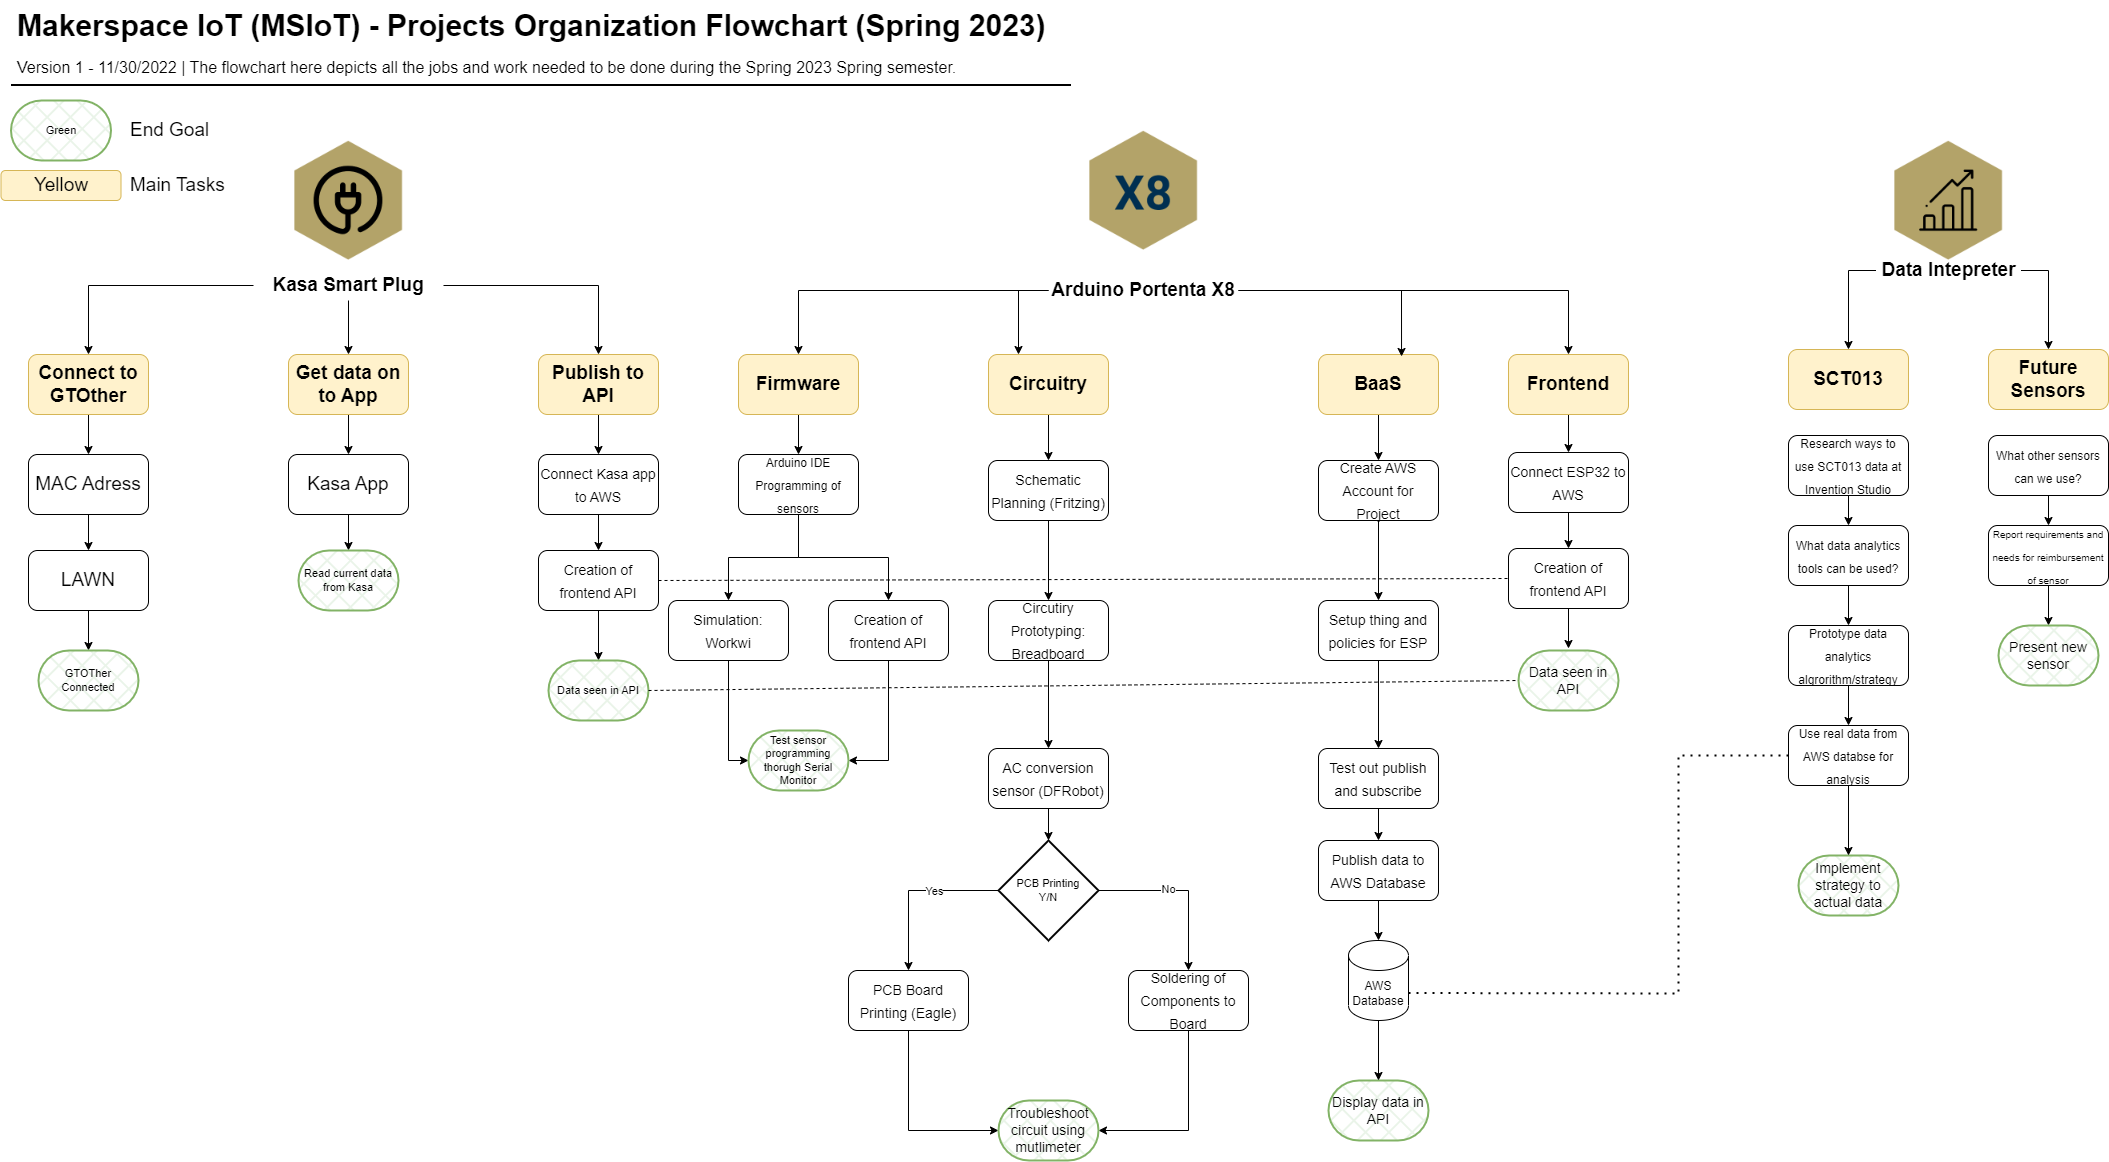 Makerspace IoT (MSIoT) - Projects Organization Flowchart (Spring 2023)
Version 1 - 11/30/2022 | The flowchart here depicts all the jobs and work needed to be done during the Spring 2023 Spring semester.
Green
End Goal
Yellow
Main Tasks
Kasa Smart Plug
Connect to
GTOther
MAC Adress
LAWN
GTOTher
Connected
Get data on
to App
Kasa App
Read current data
from Kasa
Publish to
API
Connect Kasa app
to AWS
Creation of
frontend API
Data seen in API
X8
Arduino Portenta X8
Firmware
Arduino IDE
Programming of
sensors
Simulation:
Workwi
Creation of
frontend API
Test sensor
programming
thorugh Serial
Monitor
Circuitry
Schematic
Planning (Fritzing)
Circutiry
Prototyping:
Breadboard
AC conversion
sensor (DFRobot)
PCB Printing
Y/N
Yes
No
PCB Board
Printing (Eagle)
Soldering of
Components to
Board
Troubleshoot
circuit using
mutlimeter
BaaS
Create AWS
Account for
Project
Setup thing and
policies for ESP
Test out publish
and subscribe
Publish data to
AWS Database
AWS
Database
Display data in
API
Frontend
Connect ESP32 to
AWS
Creation of
frontend API
Data seen in
API
Data Intepreter
SCT013
Research ways to
use SCT013 data at
Invention Studio
What data analytics
tools can be used?
Prototype data
analytics
algrorithm/strategy
Use real data from
AWS databse for
analysis
Implement
strategy to
actual data
Future
Sensors
What other sensors
can we use?
Report requirements and
needs for reimbursement
of sensor
Present new
sensor